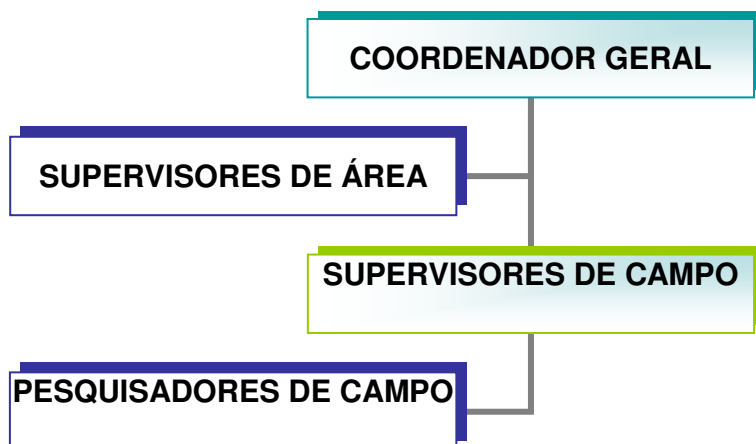 COORDENADOR GERAL
SUPERVISORES DE ÁREA
SUPERVISORES DE CAMPO
PESQUISADORES DE CAMPO